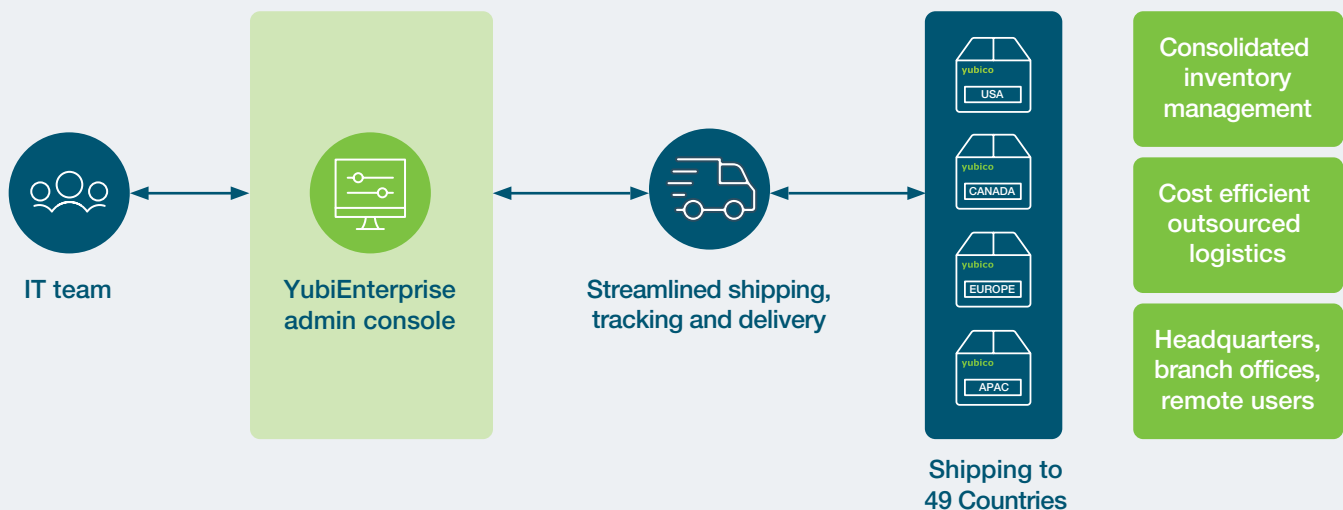 IT team
YubiEnterprise
admin console
Streamlined shipping,
tracking and delivery
yubico
USA
yubico
CANADA
yubico
EUROPE
yubico
APAC
Shipping to
49 Countries
Consolidated
inventory
management
Cost efficient
outsourced
logistics
Headquarters,
branch offices,
remote users